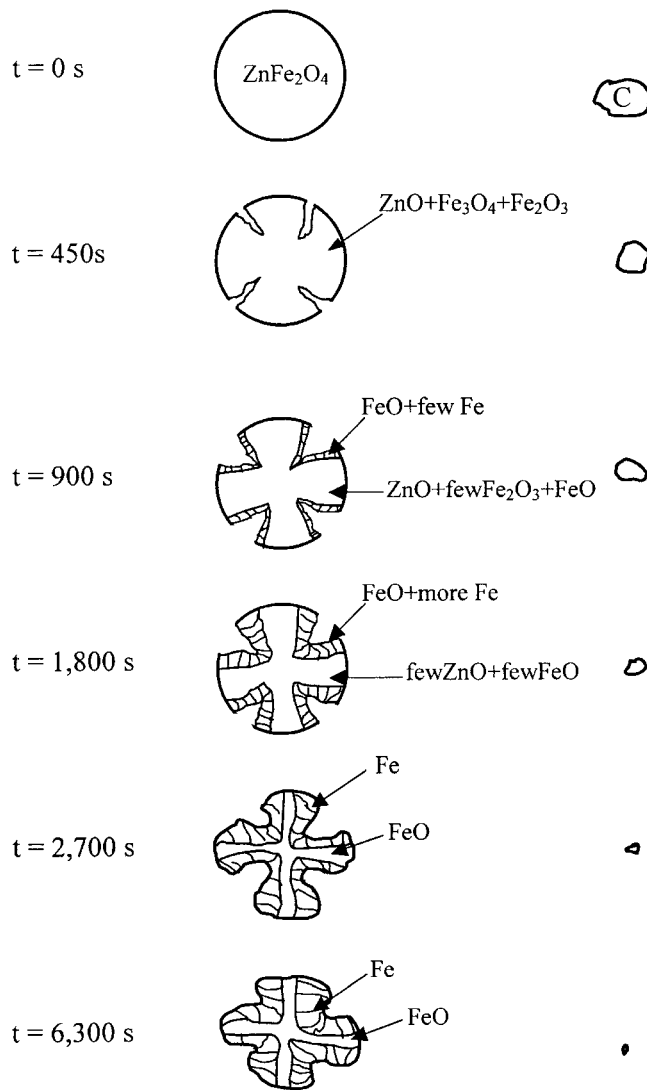 t = 0 s
ZnFe₂O₄
C
t = 450s
ZnO+Fe₃O₄+Fe₂O₃
t = 900 s
FeO+few Fe
ZnO+fewFe₂O₃+FeO
t = 1,800 s
FeO+more Fe
fewZnO+fewFeO
t = 2,700 s
Fe
FeO
t = 6,300 s
Fe
FeO